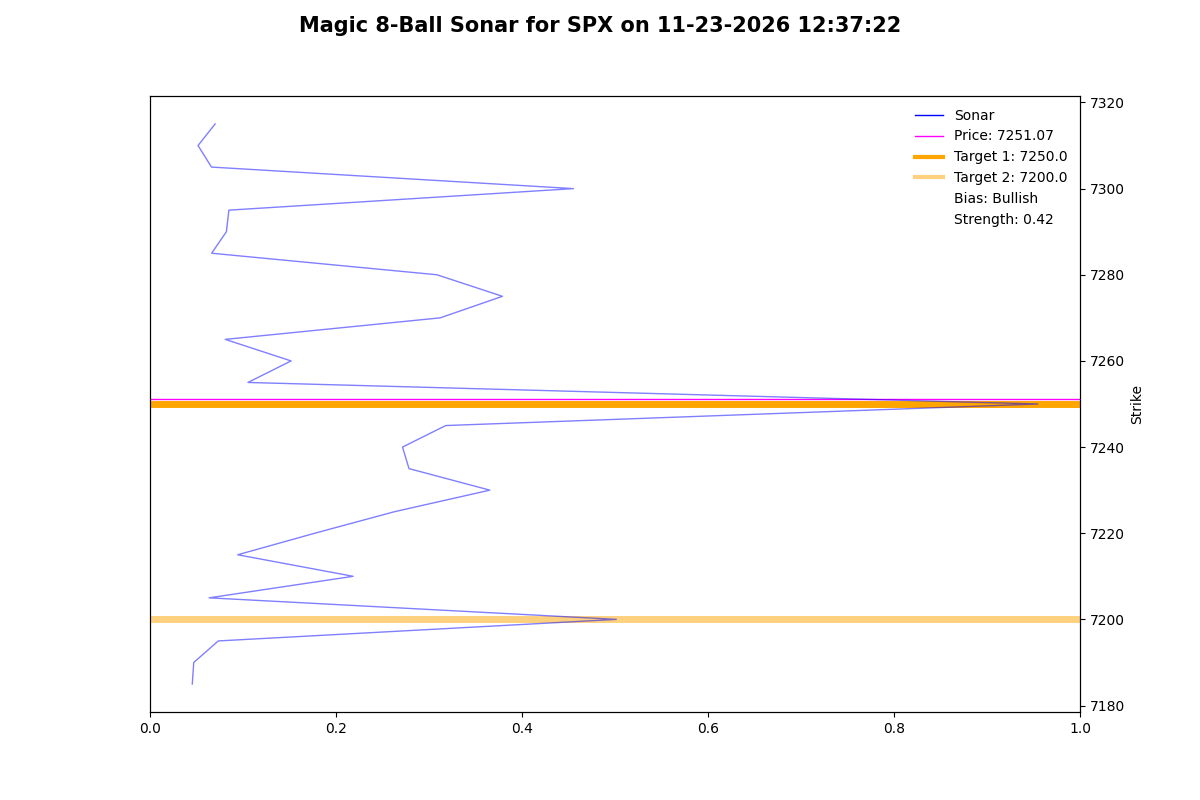 Magic 8-Ball Sonar for SPX on 11-23-2026 12:37:22
Sonar
Price: 7251.07
Target 1: 7250.0
Target 2: 7200.0
Bias: Bullish
Strength: 0.42
7320
7300
7280
7260
7240
7220
7200
7180
Strike
0.0 0.2 0.4 0.6 0.8 1.0